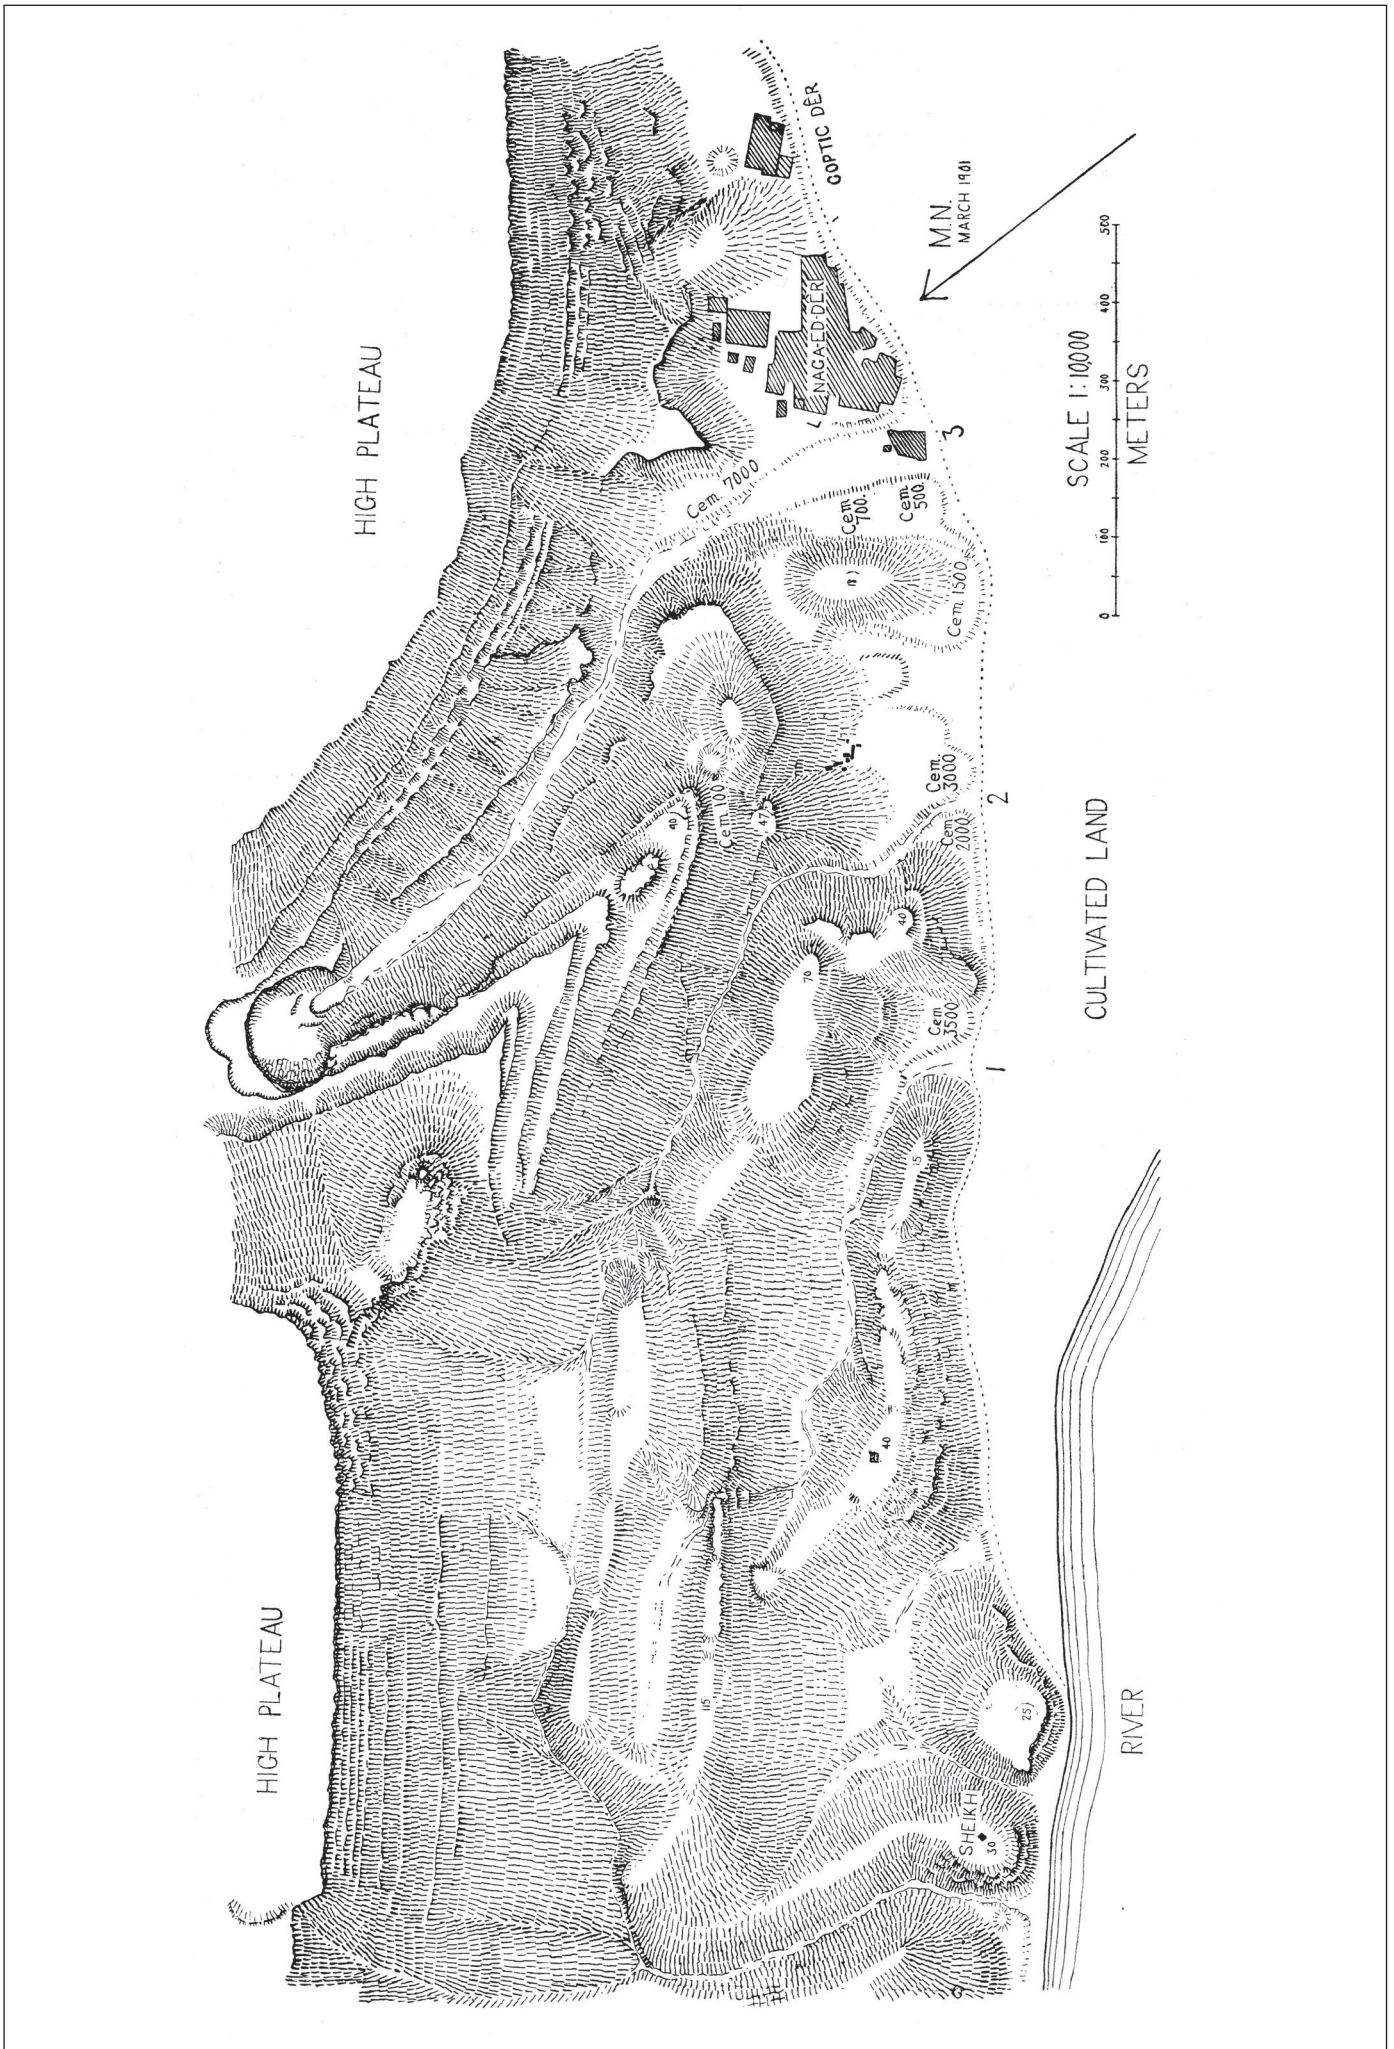 HIGH PLATEAU
HIGH PLATEAU
COPTIC DÊR
NAGA-ED-DÊR
M.N.
MARCH 1901
SCALE 1:10,000
0 100 200 300 400 500
METERS
Cem. 7000
Cem.
700.
Cem.
500.
Cem. 1500
Cem. 100
Cem.
3000
Cem.
2000
Cem
3500
3
2
1
40
47
40
70
15
40
115
25
SHEIKH
30
CULTIVATED LAND
RIVER